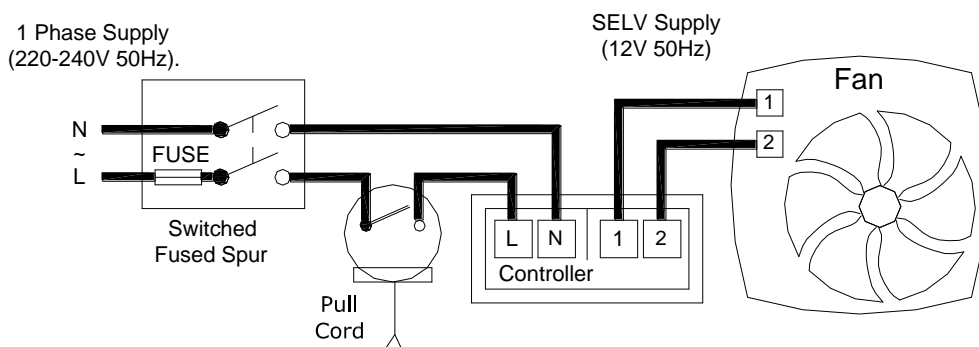 1 Phase Supply
(220-240V 50Hz).
SELV Supply
(12V 50Hz)
Fan
N
~
L
FUSE
Switched
Fused Spur
Pull
Cord
L
N
1
2
Controller
1
2